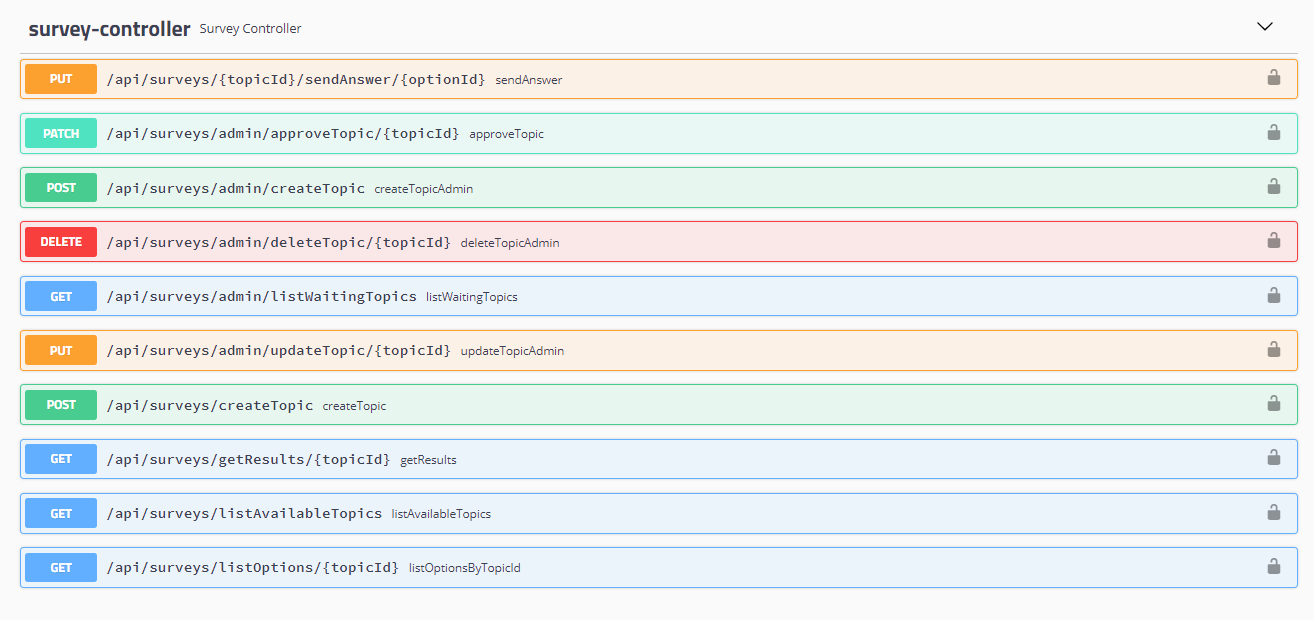 survey-controller Survey Controller
PUT /api/surveys/{topicId}/sendAnswer/{optionId} sendAnswer
PATCH /api/surveys/admin/approveTopic/{topicId} approveTopic
POST /api/surveys/admin/createTopic createTopicAdmin
DELETE /api/surveys/admin/deleteTopic/{topicId} deleteTopicAdmin
GET /api/surveys/admin/listWaitingTopics listWaitingTopics
PUT /api/surveys/admin/updateTopic/{topicId} updateTopicAdmin
POST /api/surveys/createTopic createTopic
GET /api/surveys/getResults/{topicId} getResults
GET /api/surveys/listAvailableTopics listAvailableTopics
GET /api/surveys/listOptions/{topicId} listOptionsByTopicId